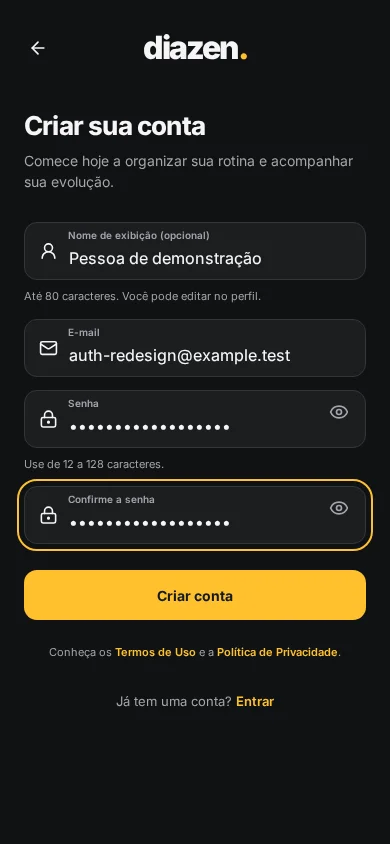 diazen.
Criar sua conta
Comece hoje a organizar sua rotina e acompanhar
sua evolução.
Nome de exibição (opcional)
Pessoa de demonstração
Até 80 caracteres. Você pode editar no perfil.
E-mail
auth-redesign@example.test
Senha
••••••••••••••••••
Use de 12 a 128 caracteres.
Confirme a senha
••••••••••••••••••
Criar conta
Conheça os Termos de Uso e a Política de Privacidade.
Já tem uma conta? Entrar